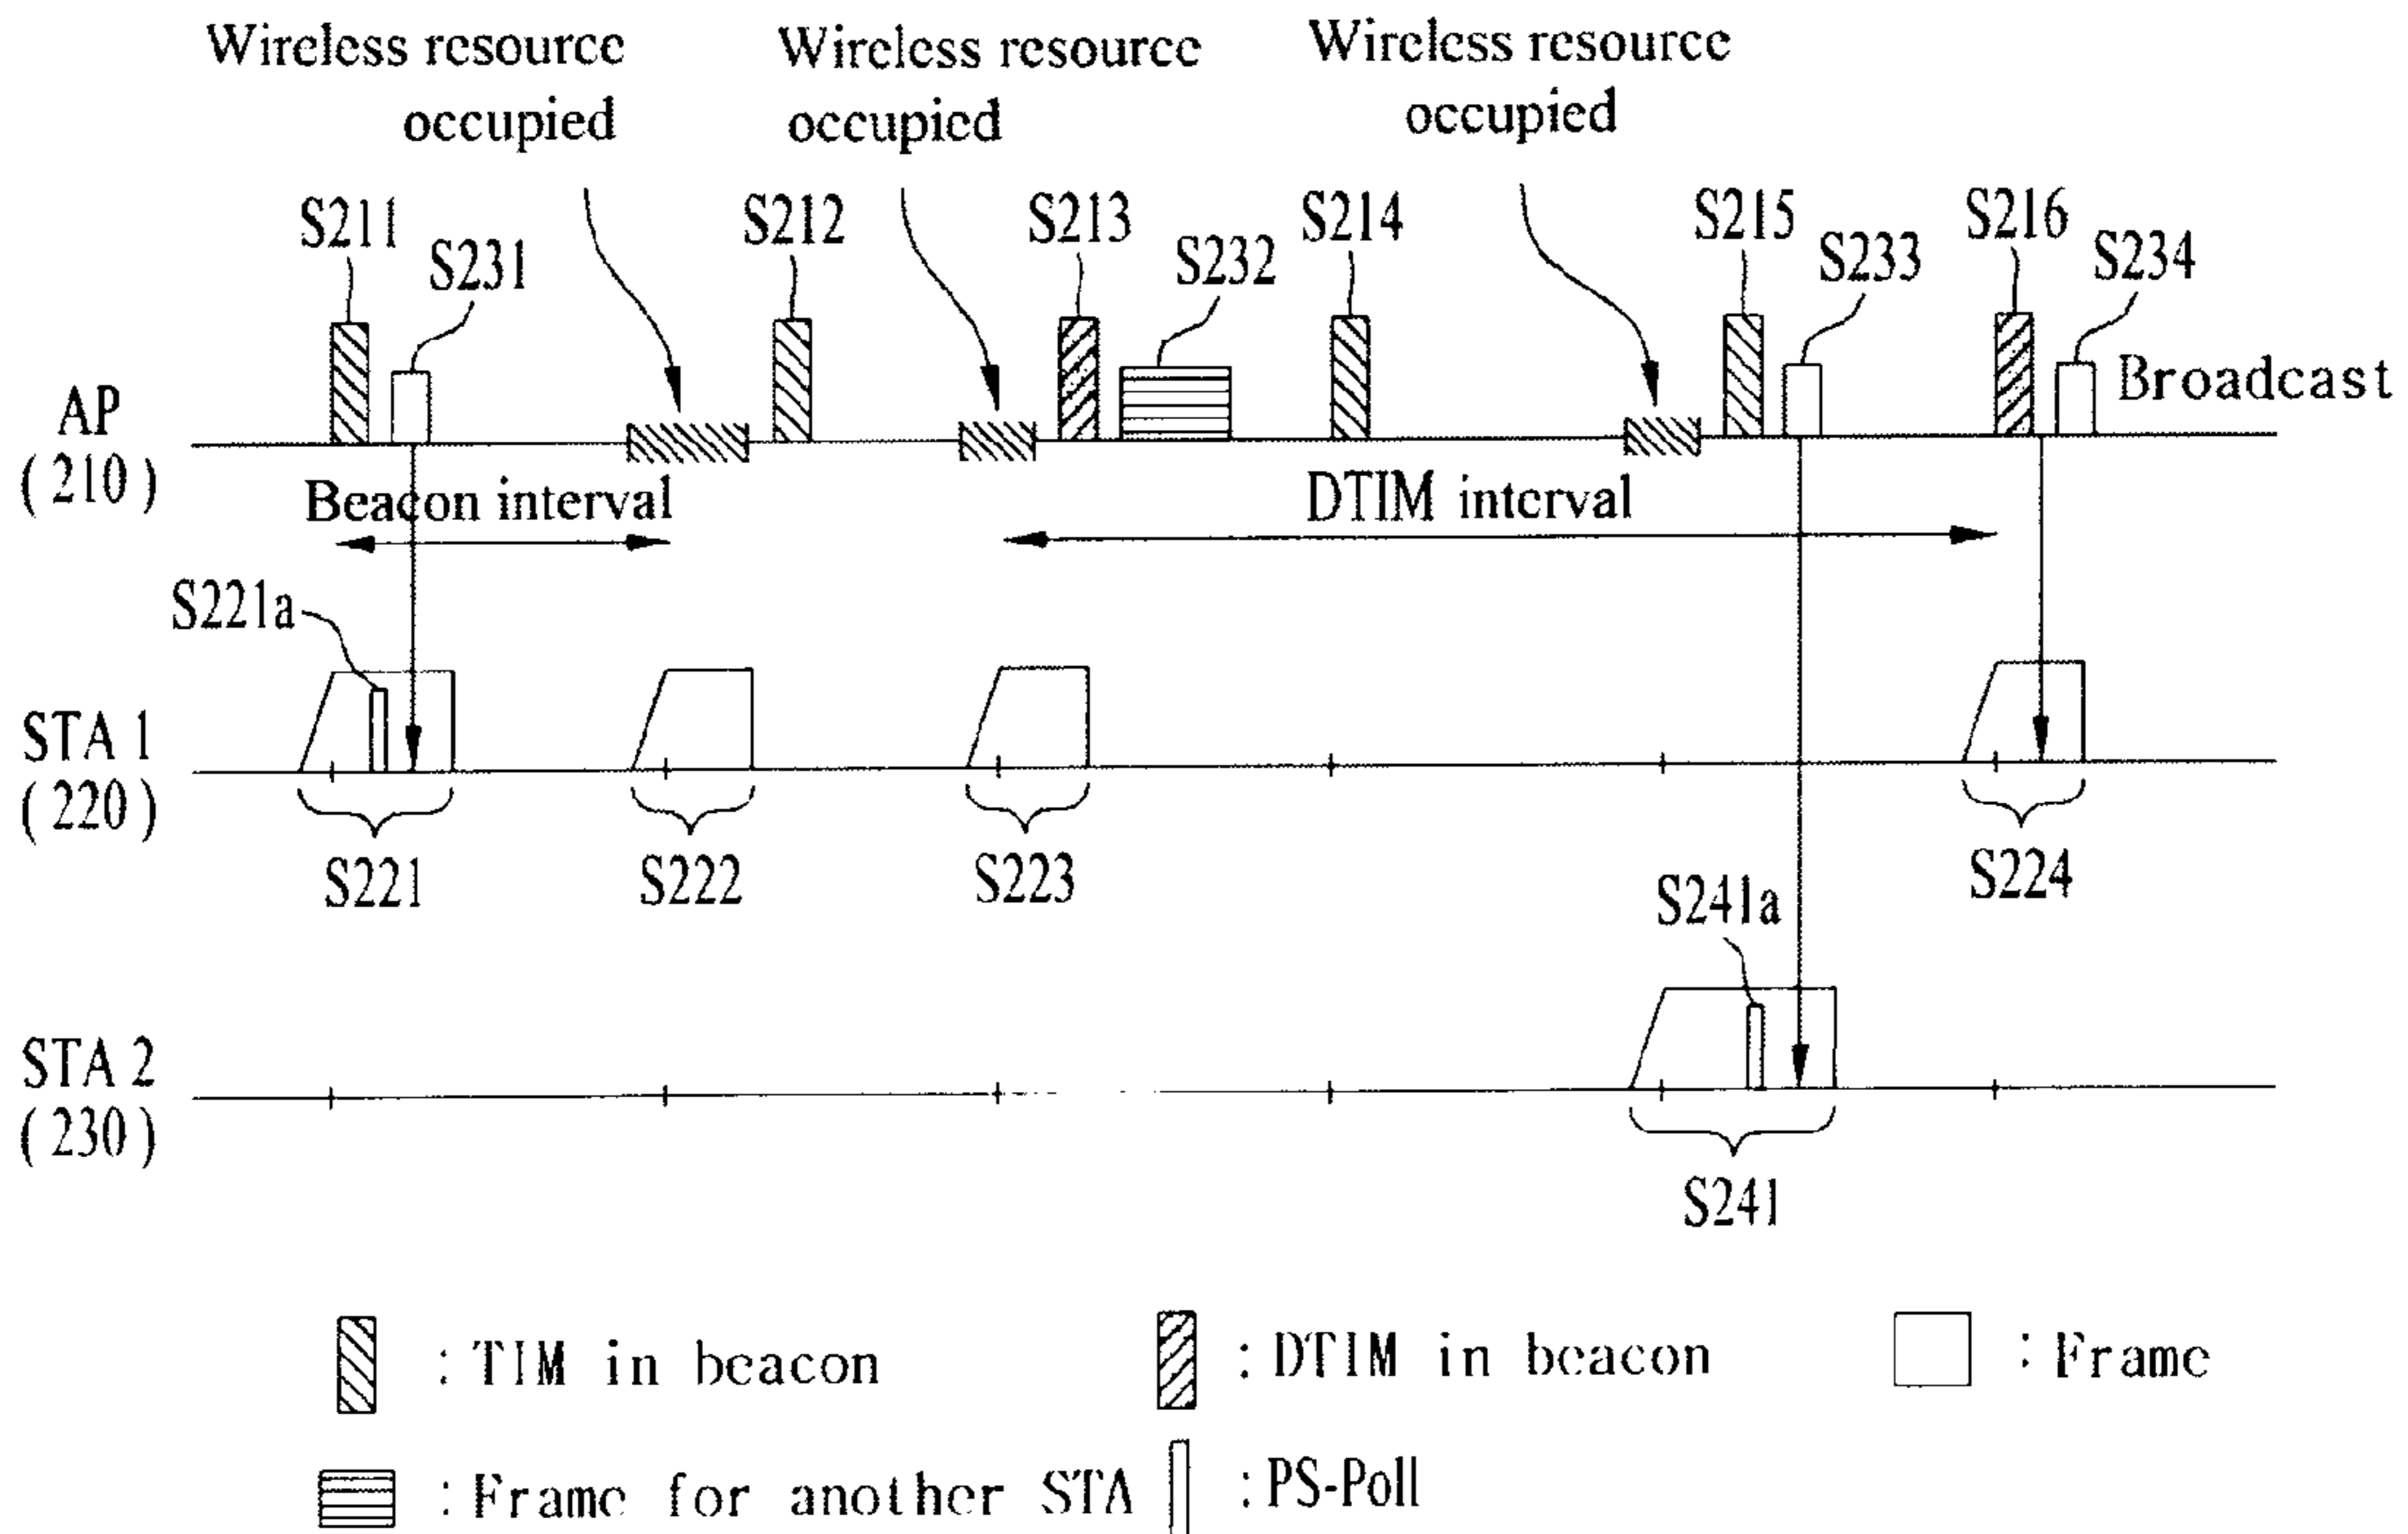 Wireless resource
occupied
Wireless resource
occupied
Wireless resource
occupied
S211
S231
S212
S213
S232
S214
S215
S233
S216
S234
Broadcast
AP
(210)
Beacon interval
DTIM interval
S221a
STA 1
(220)
S221
S222
S223
S224
S241a
STA 2
(230)
S241
: TIM in beacon
: DTIM in beacon
: Frame
: Frame for another STA
: PS-Poll